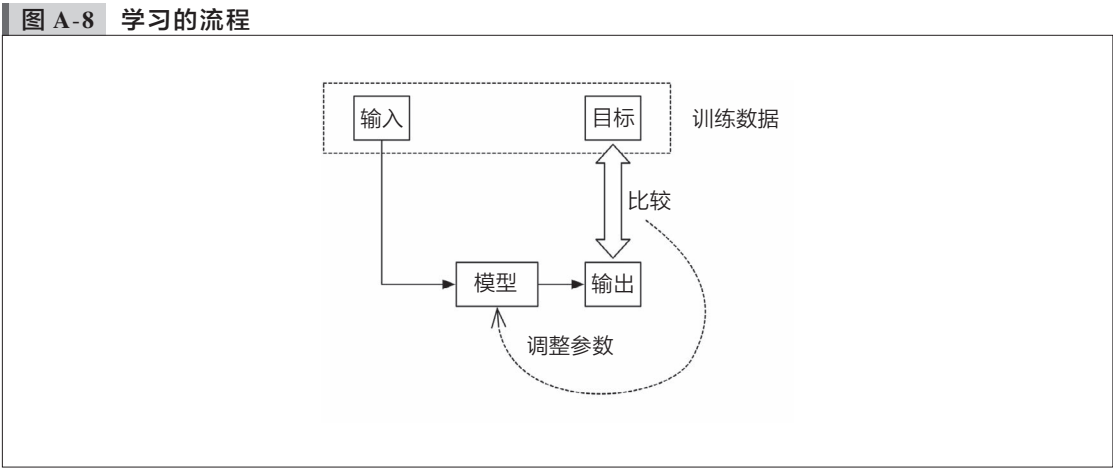 图 A-8 学习的流程
输入
目标
训练数据
比较
模型
输出
调整参数